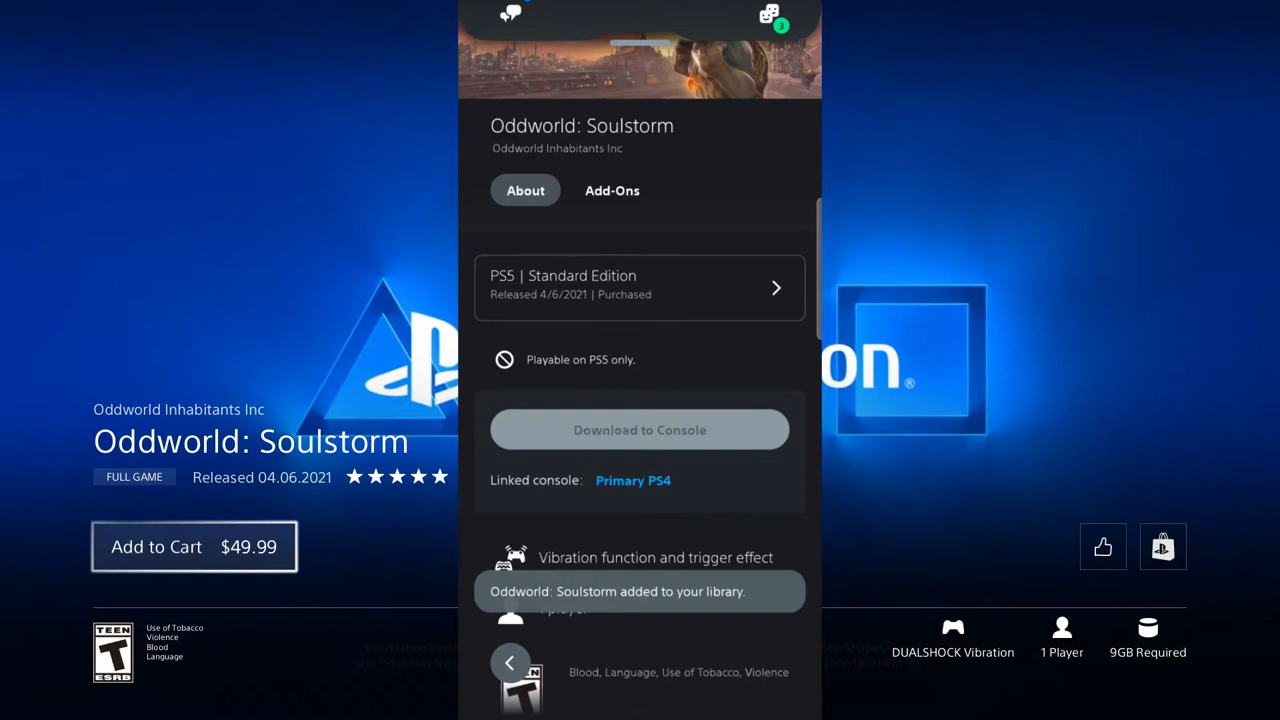 3
Oddworld: Soulstorm
Oddworld Inhabitants Inc
About
Add-Ons
PS5 | Standard Edition
Released 4/6/2021 | Purchased
Playable on PS5 only.
Download to Console
Linked console: Primary PS4
Vibration function and trigger effect
Oddworld: Soulstorm added to your library.
Blood, Language, Use of Tobacco, Violence
on®
Oddworld Inhabitants Inc
Oddworld: Soulstorm
FULL GAME
Released 04.06.2021
Add to Cart $49.99
TEEN
T
ESRB
Use of Tobacco
Violence
Blood
Language
DUALSHOCK Vibration
1 Player
9GB Required